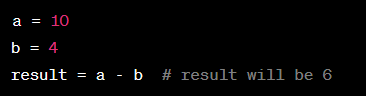 a = 10
b = 4
result = a - b  # result will be 6